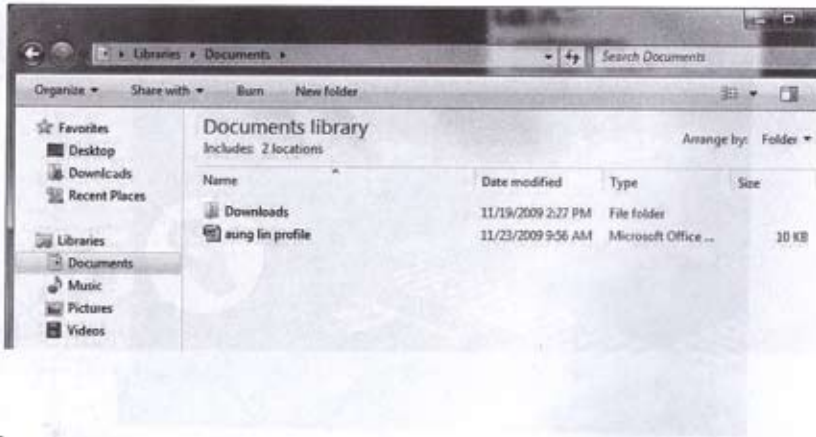 Libraries ▸ Documents ▸
Search Documents
Organize ▾ Share with ▾ Burn New folder
Favorites
Desktop
Downloads
Recent Places
Libraries
Documents
Music
Pictures
Videos
Documents library
Includes: 2 locations
Arrange by: Folder ▾
Name Date modified Type Size
Downloads 11/19/2009 2:27 PM File folder
aung lin profile 11/23/2009 9:56 AM Microsoft Office ... 10 KB